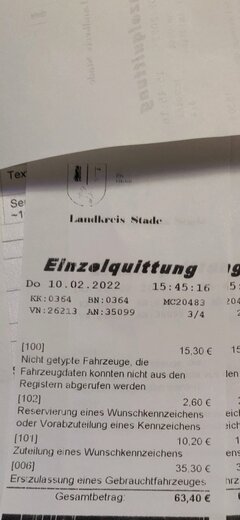 Tex
Landkreis Stade
Einzelquittung
Do 10.02.2022 15:45:16
KK:0364 BN:0364 MC20483
VN:26213 AN:35099 3/4
[100] 15,30 €
Nicht getypte Fahrzeuge, die
Fahrzeugdaten konnten nicht aus den
Registern abgerufen werden
[102] 2,60 €
Reservierung eines Wunschkennzeichens
oder Vorabzuteilung eines Kennzeichens
[101] 10,20 €
Zuteilung eines Wunschkennzeichens
[006] 35,30 €
Erstzulassung eines Gebrauchtfahrzeuges
Gesamtbetrag: 63,40 €